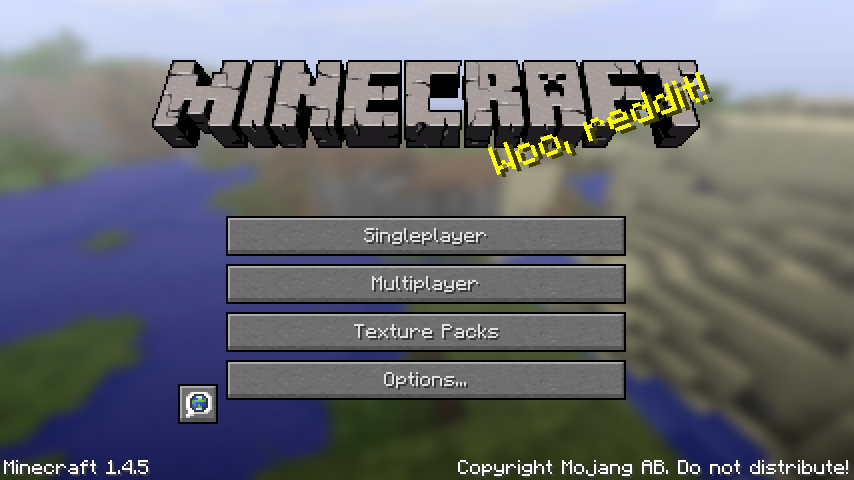 MINECRAFT
Woo, reddit!
Singleplayer
Multiplayer
Texture Packs
Options...
Minecraft 1.4.5
Copyright Mojang AB. Do not distribute!